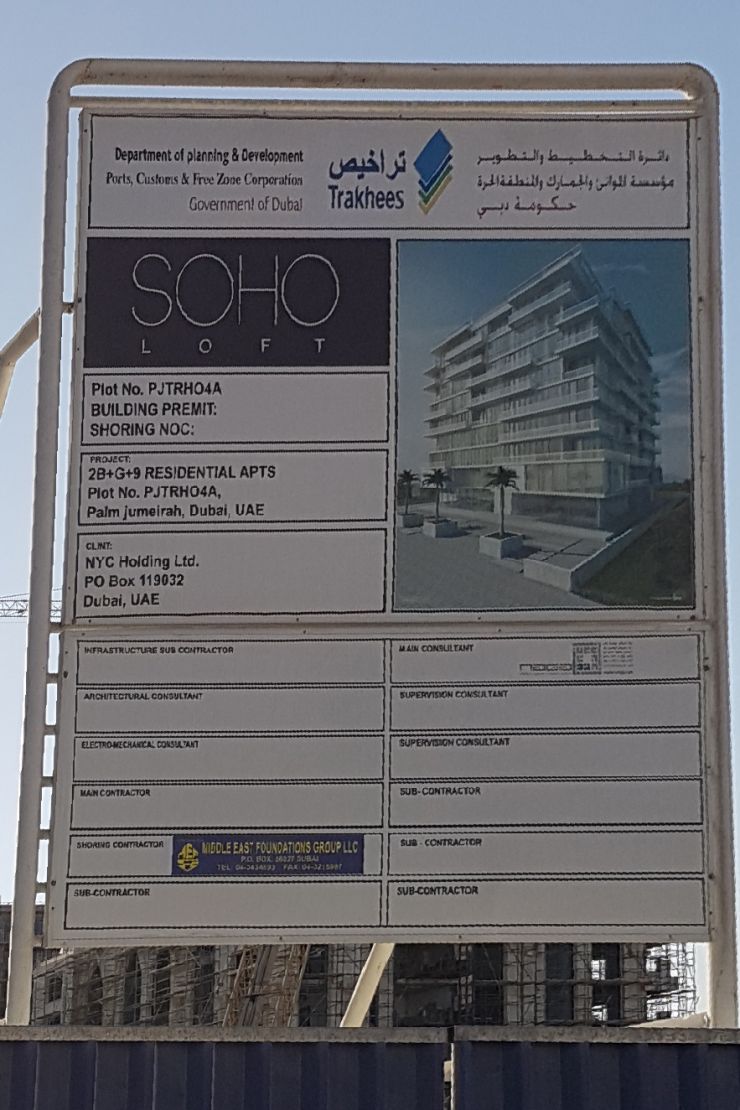 Department of planning & Development
Ports, Customs & Free Zone Corporation
Government of Dubai
تراخيص
Trakhees
دائرة التخطيط والتطوير
مؤسسة الموانئ والجمارك والمنطقة الحرة
حكومة دبي
SOHO
LOFT
Plot No. PJTRHO4A
BUILDING PREMIT:
SHORING NOC:
PROJECT:
2B+G+9 RESIDENTIAL APTS
Plot No. PJTRHO4A,
Palm jumeirah, Dubai, UAE
CLINT:
NYC Holding Ltd.
PO Box 119032
Dubai, UAE
INFRASTRUCTURE SUB CONTRACTOR
MAIN CONSULTANT
ARCHITECTURAL CONSULTANT
SUPERVISION CONSULTANT
ELECTRO-MECHANICAL CONSULTANT
SUPERVISION CONSULTANT
MAIN CONTRACTOR
SUB- CONTRACTOR
SHORING CONTRACTOR
MIDDLE EAST FOUNDATIONS GROUP LLC
P.O. BOX: DUBAI
TEL: FAX:
SUB - CONTRACTOR
SUB-CONTRACTOR
SUB-CONTRACTOR